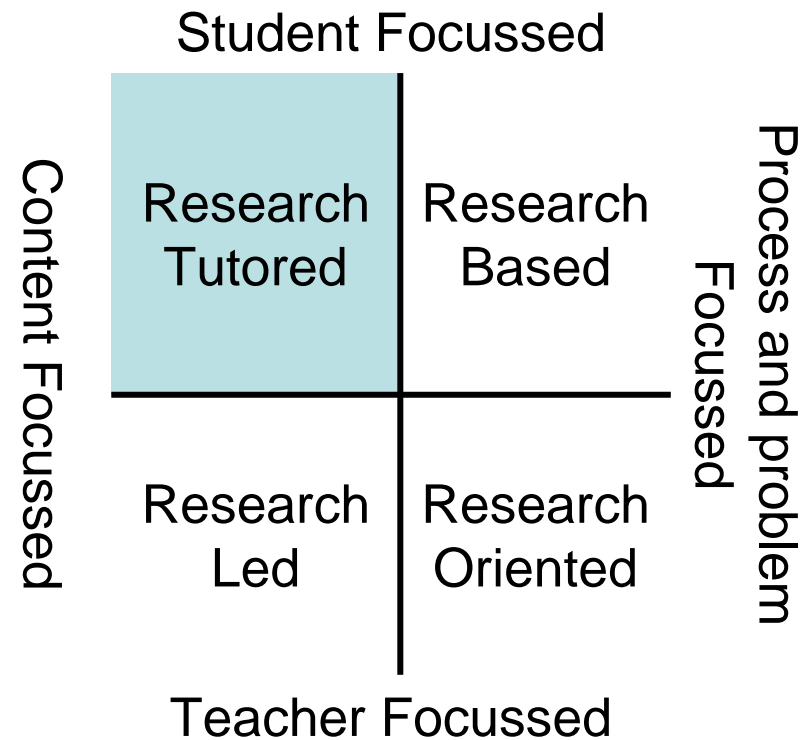 Student Focussed
Content Focussed
Research
Tutored
Research
Based
Process and problem
Focussed
Research
Led
Research
Oriented
Teacher Focussed